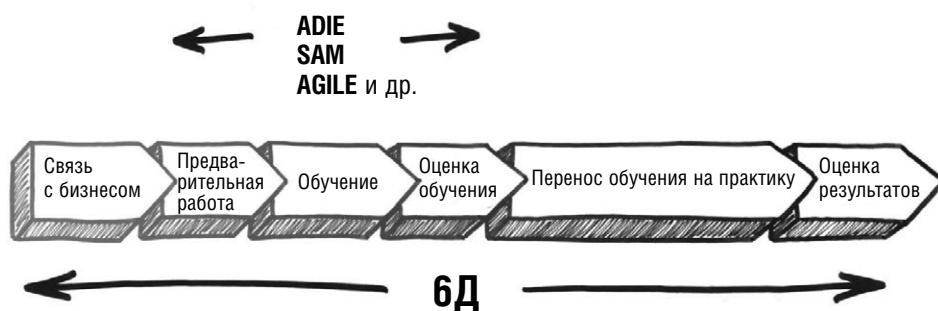 ADIE
SAM
AGILE и др.
Связь
с бизнесом
Предва-
рительная
работа
Обучение
Оценка
обучения
Перенос обучения на практику
Оценка
результатов
6Д